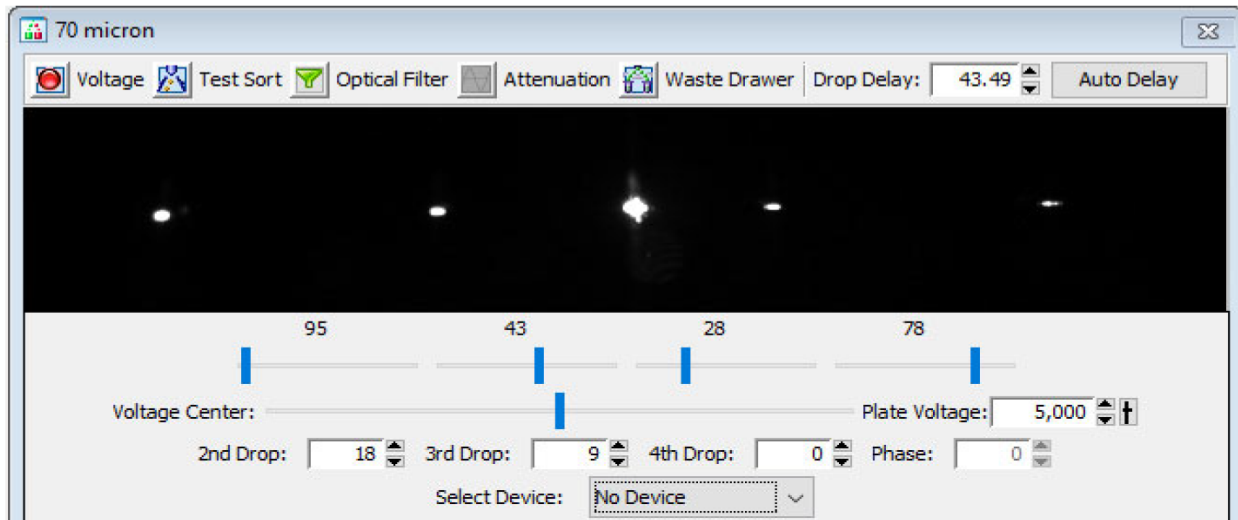 70 micron
Voltage Test Sort Optical Filter Attenuation Waste Drawer Drop Delay: 43.49 Auto Delay
95 43 28 78
Voltage Center: Plate Voltage: 5,000
2nd Drop: 18 3rd Drop: 9 4th Drop: 0 Phase: 0
Select Device: No Device